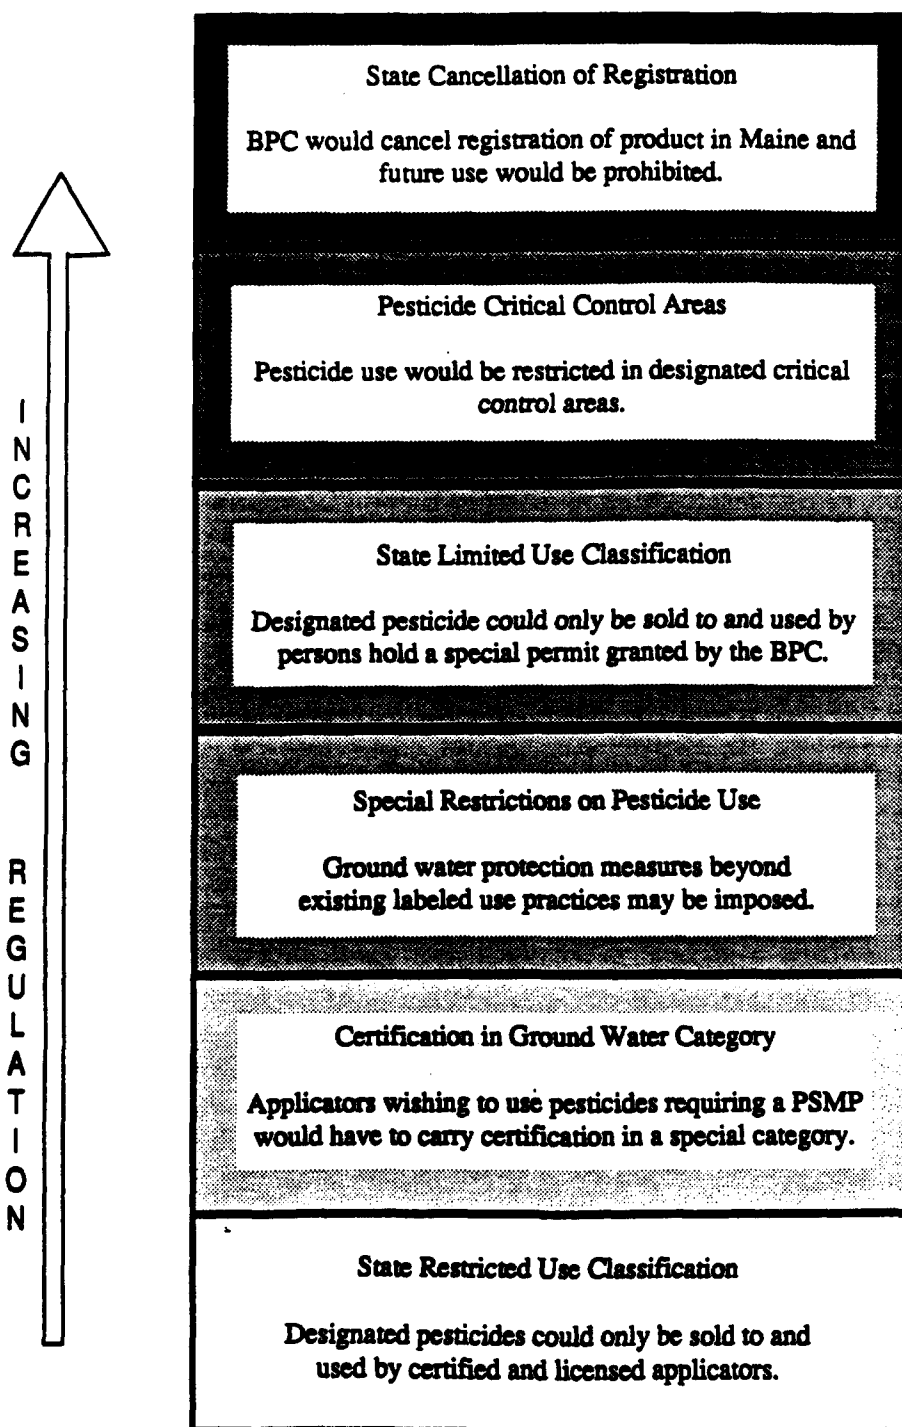 State Cancellation of Registration
BPC would cancel registration of product in Maine and
future use would be prohibited.
Pesticide Critical Control Areas
Pesticide use would be restricted in designated critical
control areas.
State Limited Use Classification
Designated pesticide could only be sold to and used by
persons hold a special permit granted by the BPC.
Special Restrictions on Pesticide Use
Ground water protection measures beyond
existing labeled use practices may be imposed.
Certification in Ground Water Category
Applicators wishing to use pesticides requiring a PSMP
would have to carry certification in a special category.
State Restricted Use Classification
Designated pesticides could only be sold to and
used by certified and licensed applicators.
INCREASING REGULATION